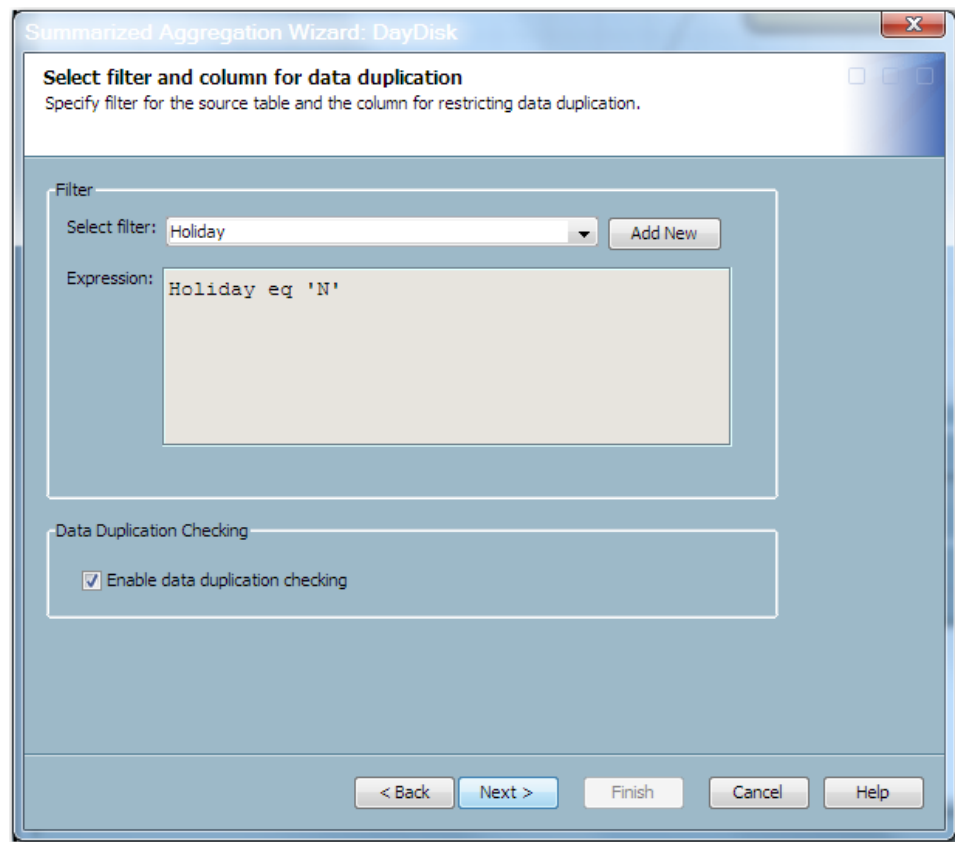 Summarized Aggregation Wizard: DayDisk
X
Select filter and column for data duplication
Specify filter for the source table and the column for restricting data duplication.
Filter
Select filter: Holiday Add New
Expression: Holiday eq 'N'
Data Duplication Checking
Enable data duplication checking
< Back Next > Finish Cancel Help